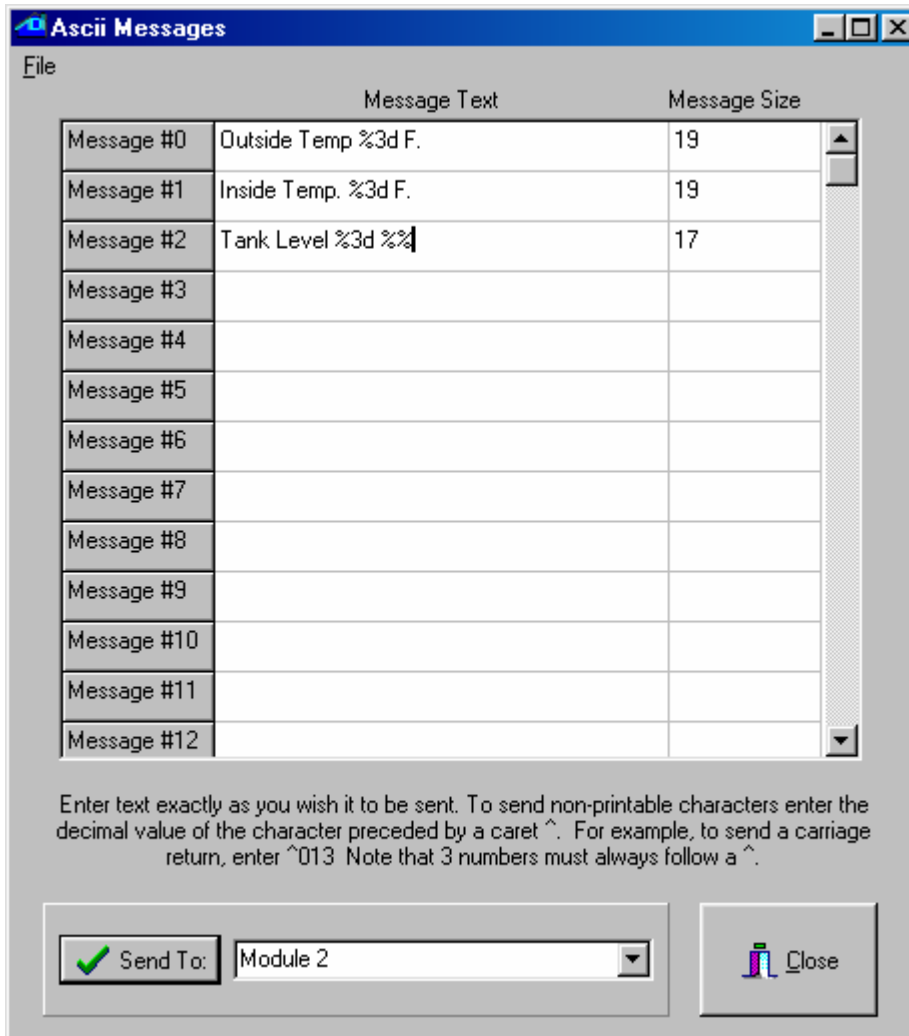 Ascii Messages
File
Message Text Message Size
Message #0 Outside Temp %3d F. 19
Message #1 Inside Temp. %3d F. 19
Message #2 Tank Level %3d %% 17
Message #3
Message #4
Message #5
Message #6
Message #7
Message #8
Message #9
Message #10
Message #11
Message #12
Enter text exactly as you wish it to be sent. To send non-printable characters enter the
decimal value of the character preceded by a caret ^. For example, to send a carriage
return, enter ^013 Note that 3 numbers must always follow a ^.
Send To: Module 2 Close